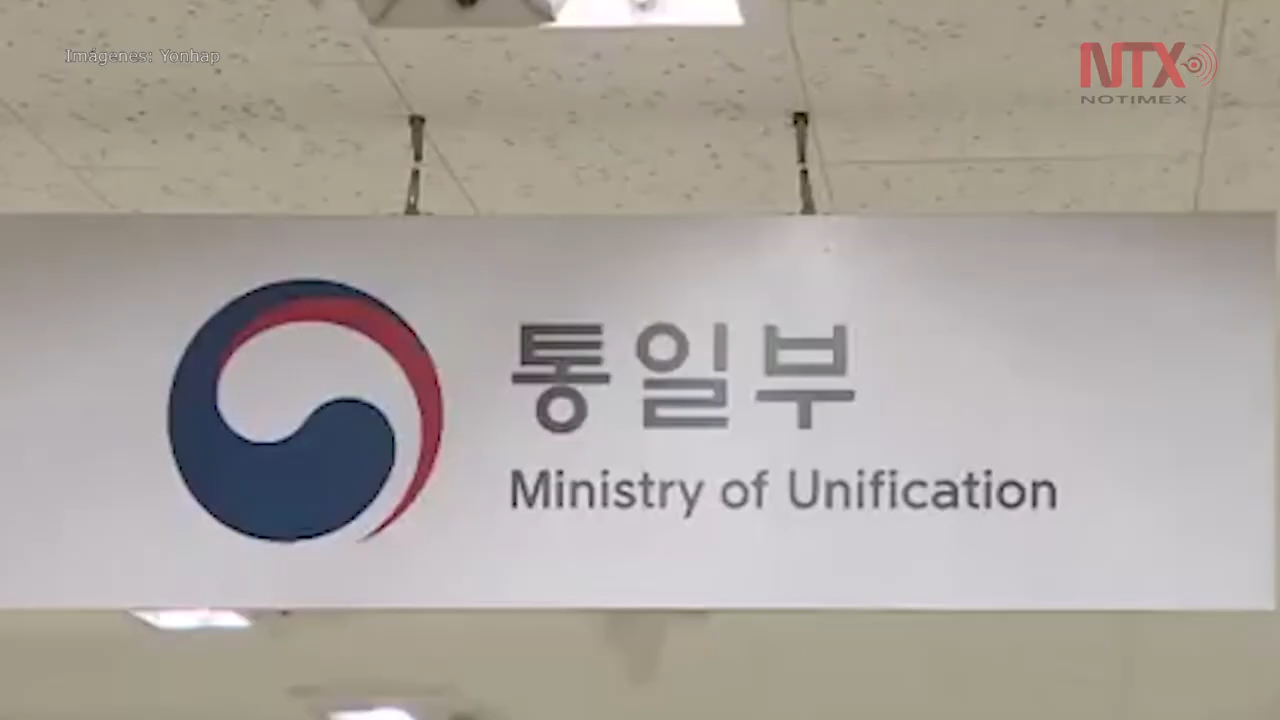 Imágenes: Yonhap
NTX
NOTIMEX
통일부
Ministry of Unification